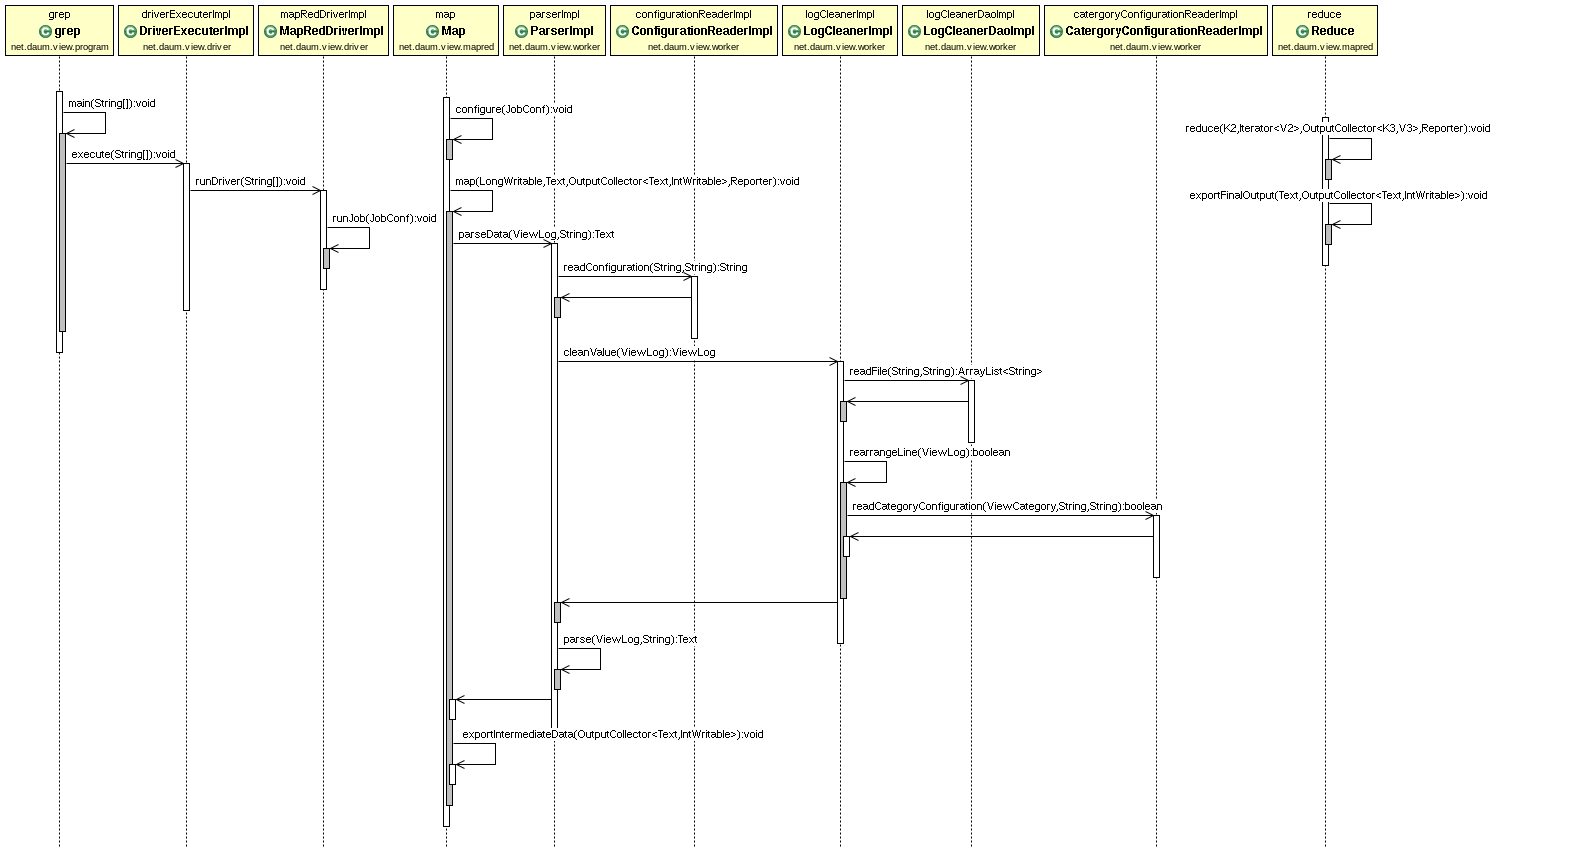 grep
grep
net.daum.view.program
driverExecuterImpl
DriverExecuterImpl
net.daum.view.driver
mapRedDriverImpl
MapRedDriverImpl
net.daum.view.driver
map
Map
net.daum.view.mapred
parserImpl
ParserImpl
net.daum.view.worker
configurationReaderImpl
ConfigurationReaderImpl
net.daum.view.worker
logCleanerImpl
LogCleanerImpl
net.daum.view.worker
logCleanerDaoImpl
LogCleanerDaoImpl
net.daum.view.worker
catergoryConfigurationReaderImpl
CatergoryConfigurationReaderImpl
net.daum.view.worker
reduce
Reduce
net.daum.view.mapred
main(String[]):void
execute(String[]):void
runDriver(String[]):void
runJob(JobConf):void
configure(JobConf):void
map(LongWritable,Text,OutputCollector<Text,IntWritable>,Reporter):void
parseData(ViewLog,String):Text
readConfiguration(String,String):String
cleanValue(ViewLog):ViewLog
readFile(String,String):ArrayList<String>
rearrangeLine(ViewLog):boolean
readCategoryConfiguration(ViewCategory,String,String):boolean
parse(ViewLog,String):Text
exportIntermediateData(OutputCollector<Text,IntWritable>):void
reduce(K2,Iterator<V2>,OutputCollector<K3,V3>,Reporter):void
exportFinalOutput(Text,OutputCollector<Text,IntWritable>):void